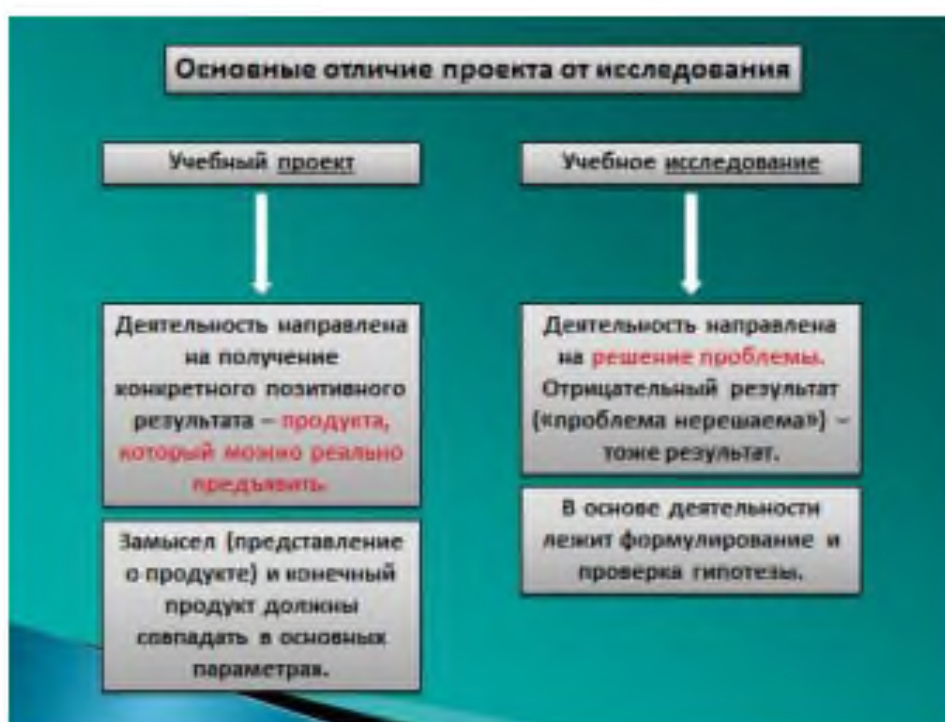 Основные отличие проекта от исследования
Учебный проект
Деятельность направлена
на получение
конкретного позитивного
результата – продукта,
который можно реально
предъявить.
Замысел (представление
о продукте) и конечный
продукт должны
совпадать в основных
параметрах.
Учебное исследование
Деятельность направлена
на решение проблемы.
Отрицательный результат
(«проблема нерешаема») –
тоже результат.
В основе деятельности
лежит формулирование и
проверка гипотезы.